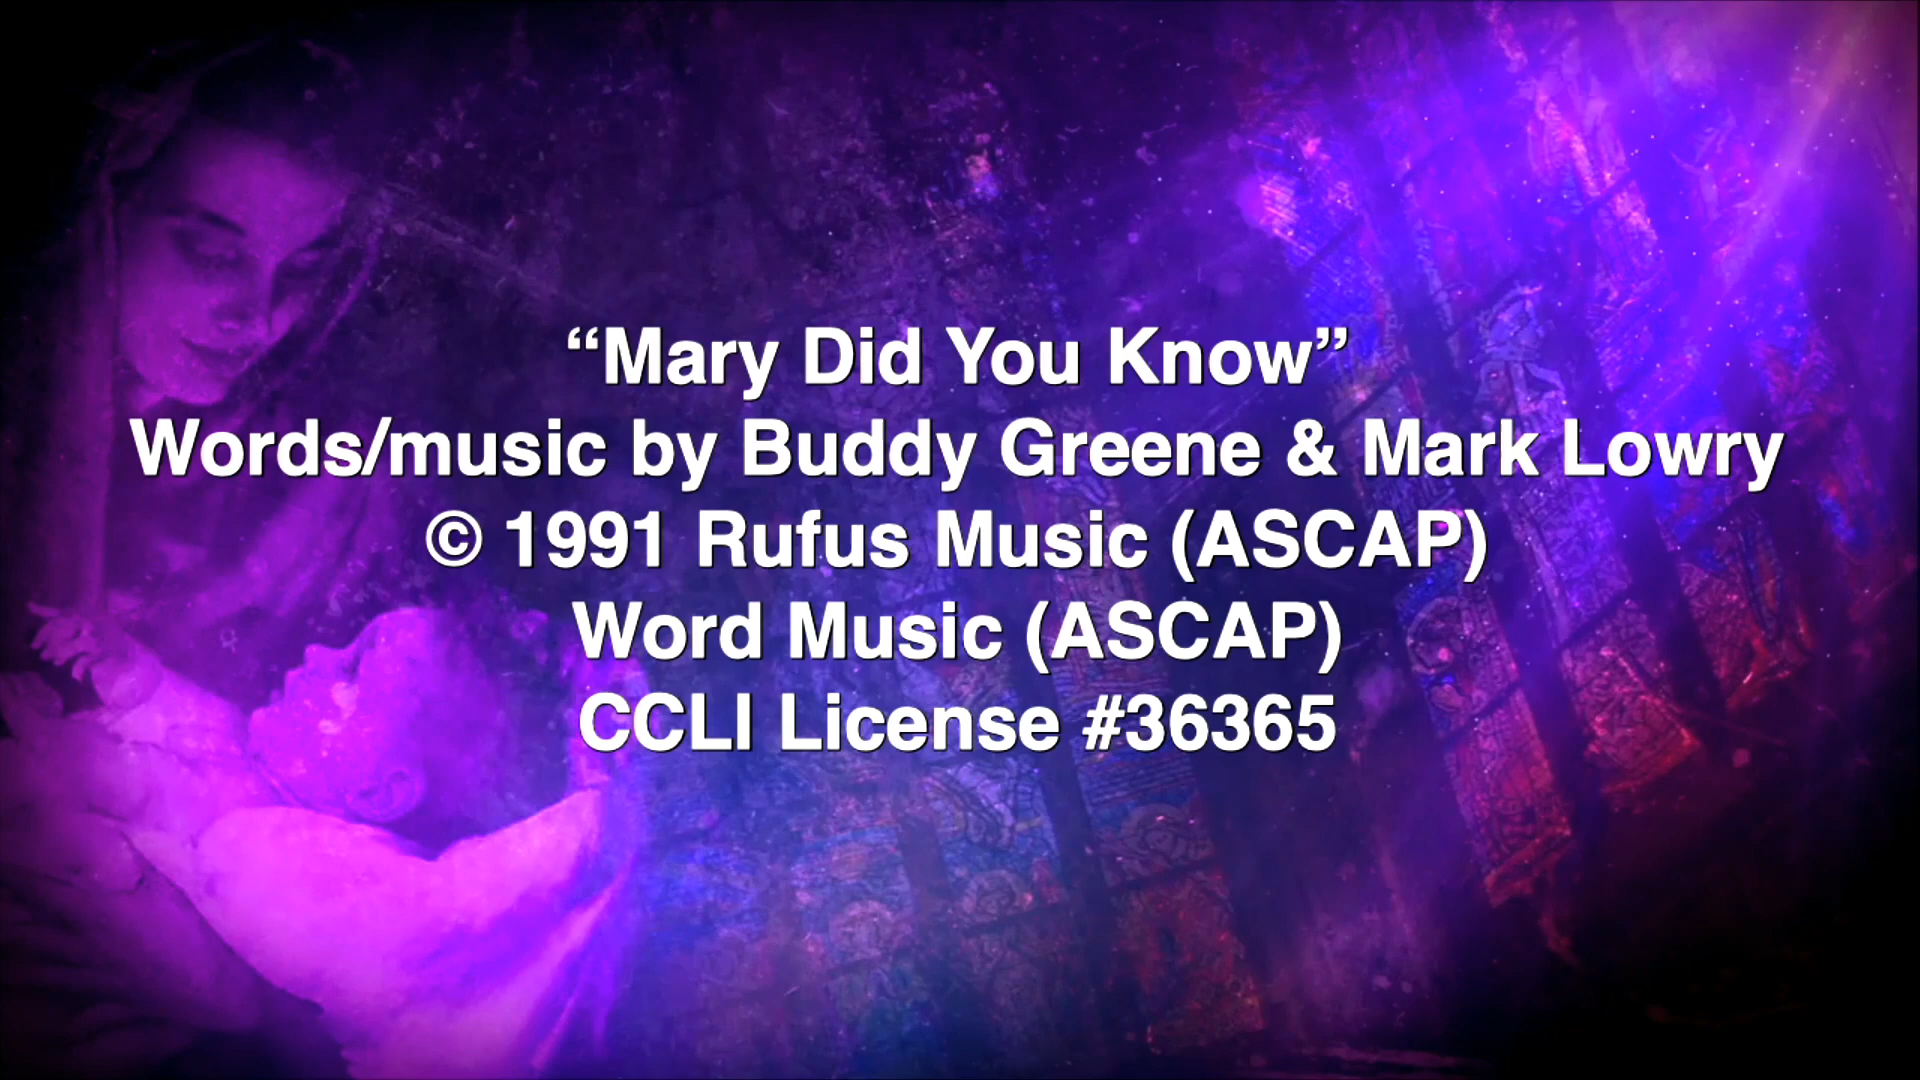 “Mary Did You Know”
Words/music by Buddy Greene & Mark Lowry
© 1991 Rufus Music (ASCAP)
Word Music (ASCAP)
CCLI License #36365